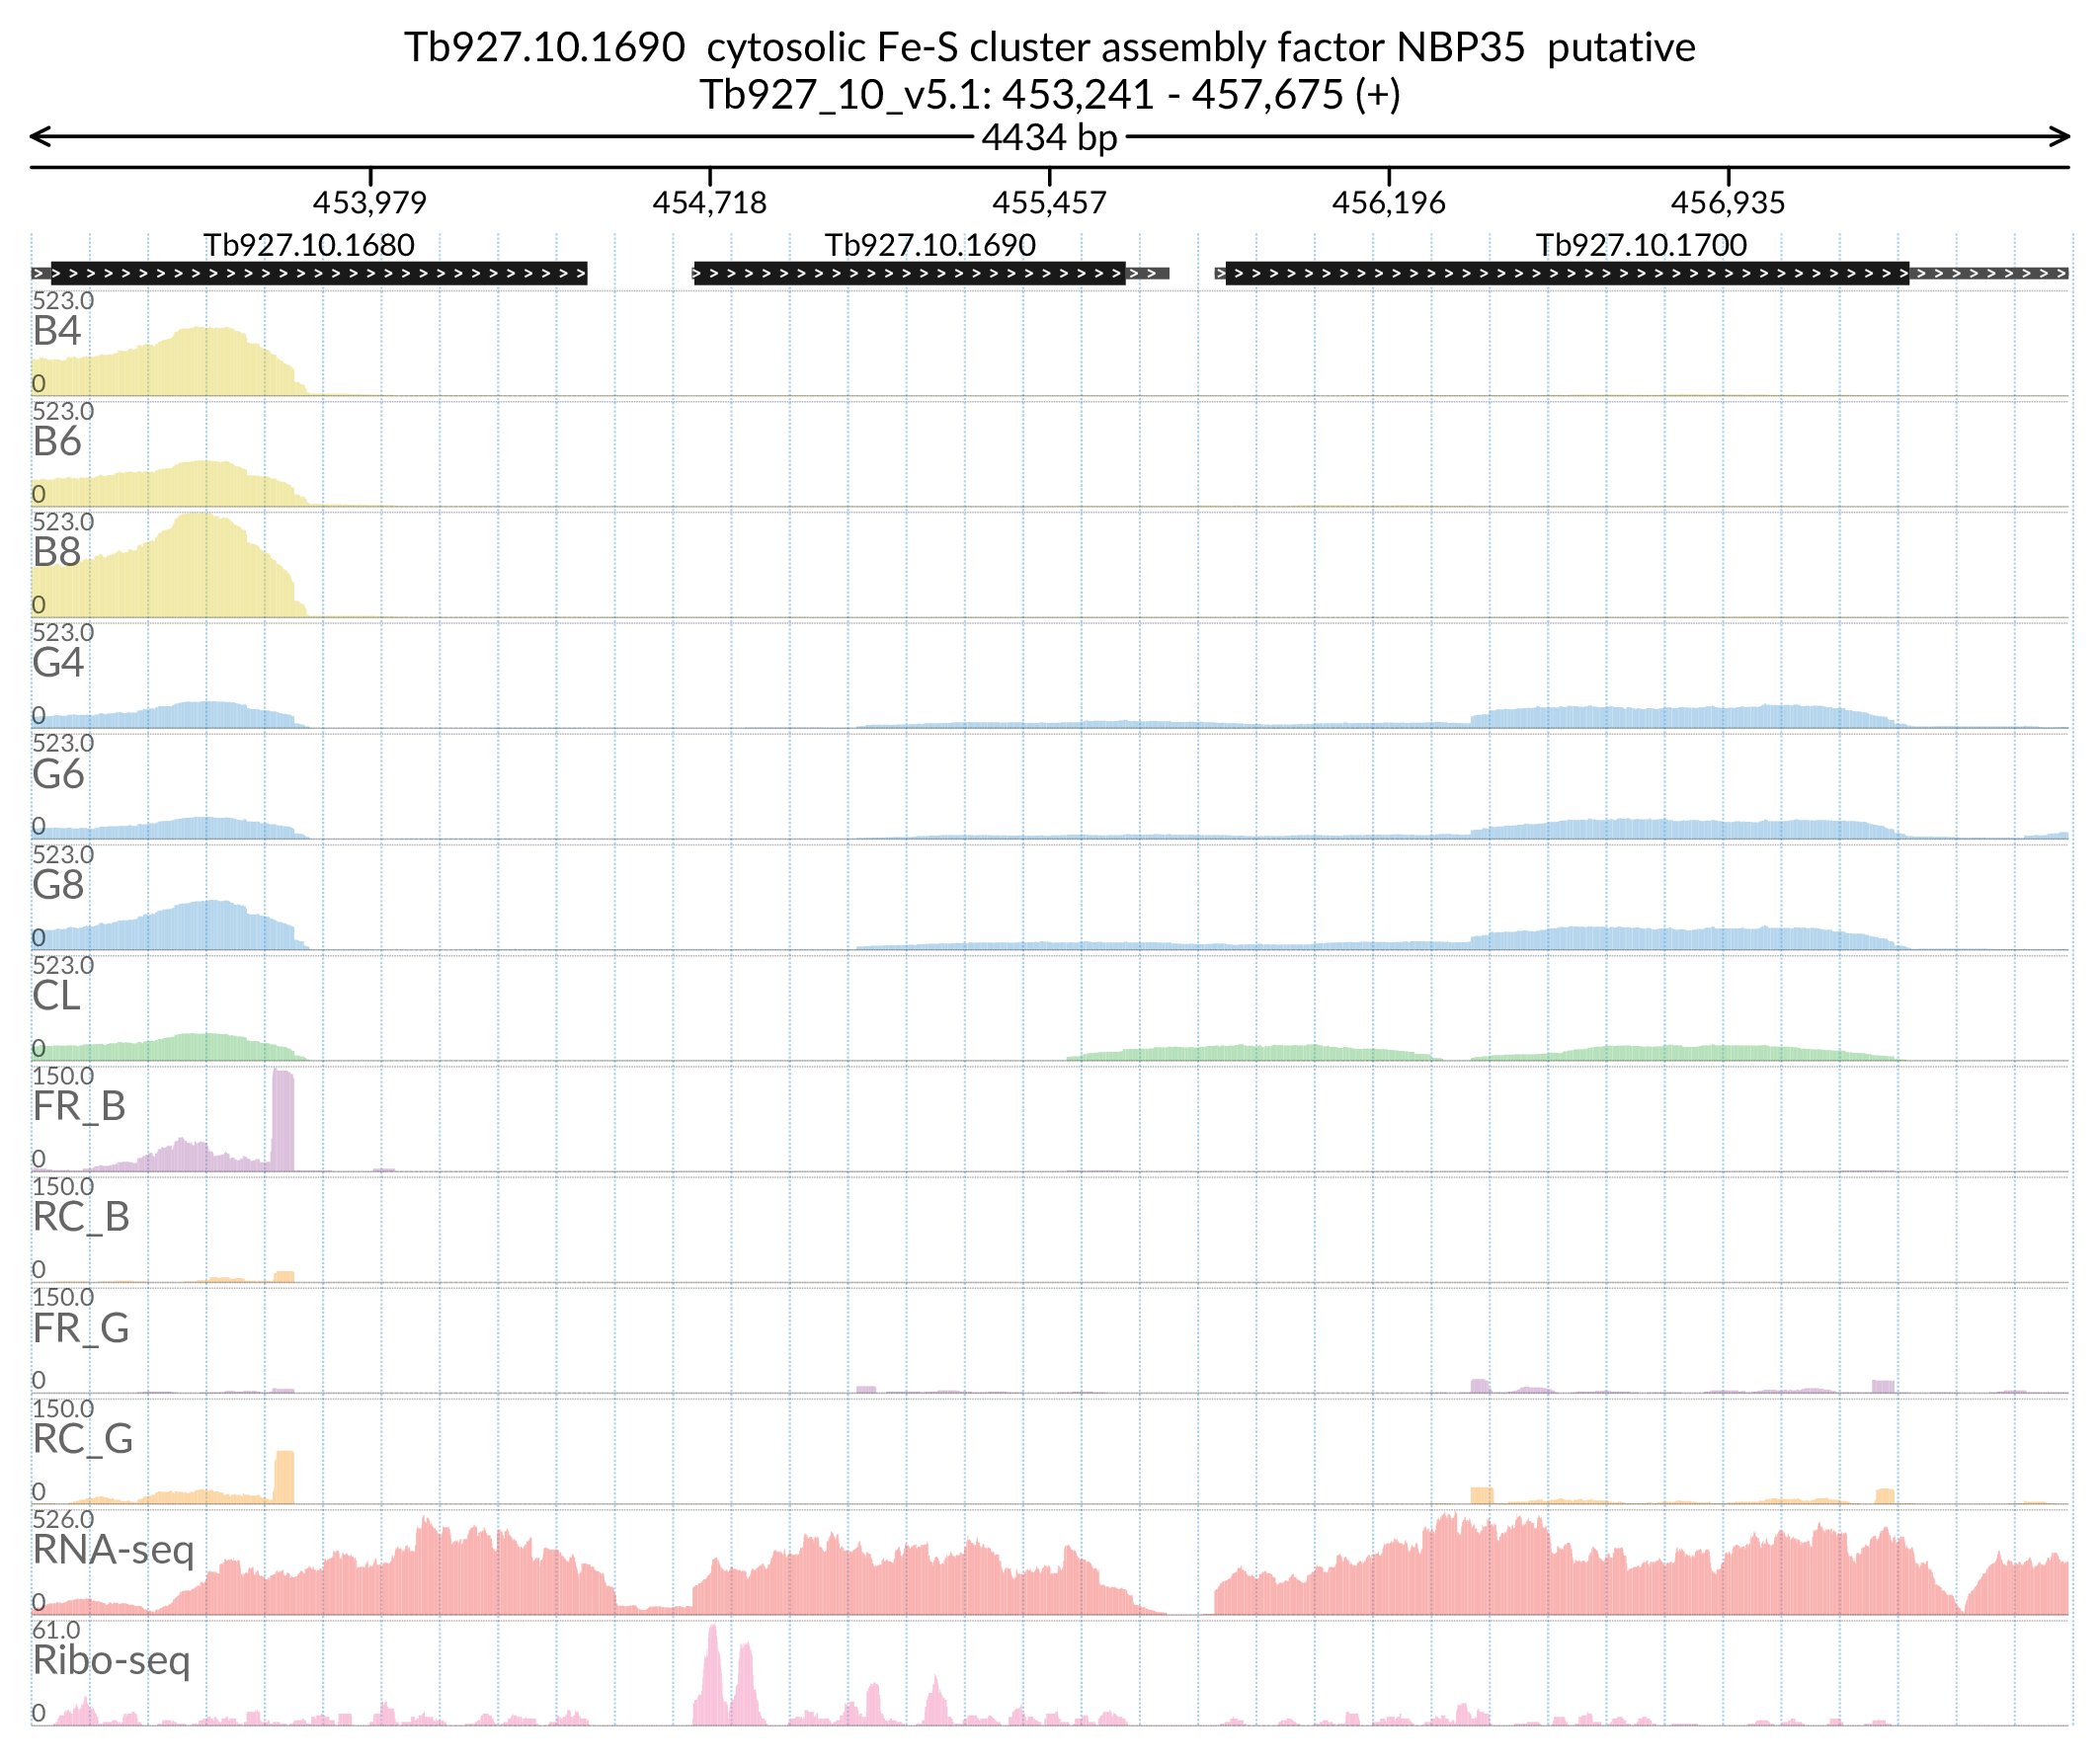 Tb927.10.1690  cytosolic Fe-S cluster assembly factor NBP35  putative
Tb927_10_v5.1: 453,241 - 457,675 (+)
4434 bp
453,979 454,718 455,457 456,196 456,935
Tb927.10.1680 Tb927.10.1690 Tb927.10.1700
523.0
B4
0
523.0
B6
0
523.0
B8
0
523.0
G4
0
523.0
G6
0
523.0
G8
0
523.0
CL
0
150.0
FR_B
0
150.0
RC_B
0
150.0
FR_G
0
150.0
RC_G
0
526.0
RNA-seq
0
61.0
Ribo-seq
0